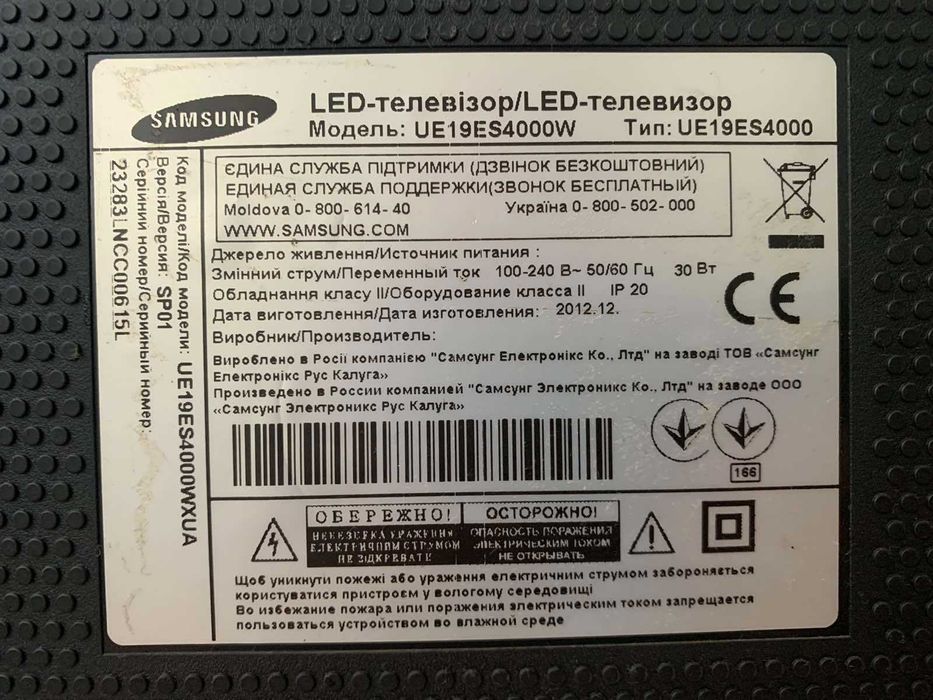 SAMSUNG
LED-телевізор/LED-телевизор
Модель: UE19ES4000W Тип: UE19ES4000
Код моделі/Код модели: UE19ES4000WXUA
Версія/Версия: SP01
Серійний номер/Серийный номер:
23283LNCC00615L
ЄДИНА СЛУЖБА ПІДТРИМКИ (ДЗВІНОК БЕЗКОШТОВНИЙ)
ЕДИНАЯ СЛУЖБА ПОДДЕРЖКИ(ЗВОНОК БЕСПЛАТНЫЙ)
Moldova 0- 800- 614- 40 Україна 0- 800- 502- 000
WWW.SAMSUNG.COM
Джерело живлення/Источник питания :
Змінний струм/Переменный ток 100-240 В~ 50/60 Гц 30 Вт
Обладнання класу II/Оборудование класса II IP 20
Дата виготовлення/Дата изготовления: 2012.12.
CE
Виробник/Производитель:
Вироблено в Росії компанією "Самсунг Електронікс Ко., Лтд" на заводі ТОВ «Самсунг
Електронікс Рус Калуга»
Произведено в России компанией "Самсунг Электроникс Ко., Лтд" на заводе ООО
«Самсунг Электроникс Рус Калуга»
166
ОБЕРЕЖНО!
НЕБЕЗПЕКА УРАЖЕННЯ
ЕЛЕКТРИЧНИМ СТРУМОМ
НЕ ВІДКРИВАТИ
ОСТОРОЖНО!
ОПАСНОСТЬ ПОРАЖЕНИЯ
ЭЛЕКТРИЧЕСКИМ ТОКОМ
НЕ ОТКРЫВАТЬ
Щоб уникнути пожежі або ураження електричним струмом забороняється
користуватися пристроєм у вологому середовищі
Во избежание пожара или поражения электрическим током запрещается
пользоваться устройством во влажной среде